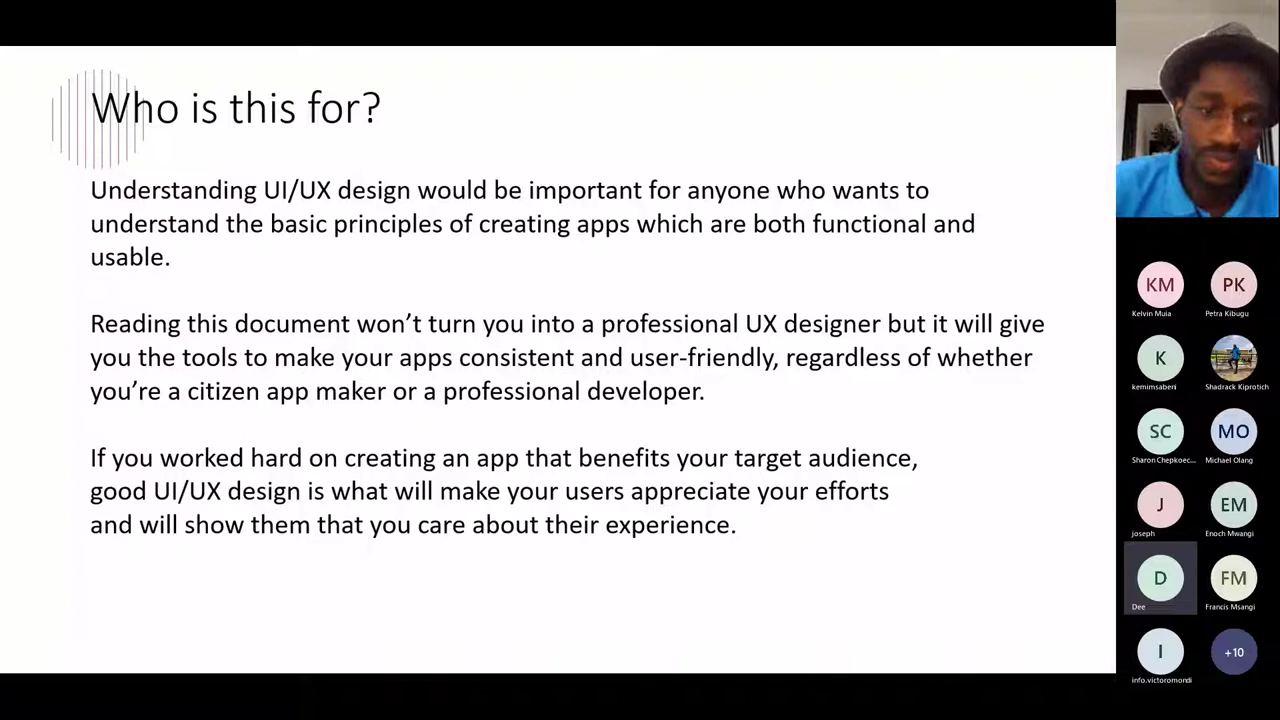 Who is this for?
Understanding UI/UX design would be important for anyone who wants to
understand the basic principles of creating apps which are both functional and
usable.
Reading this document won’t turn you into a professional UX designer but it will give
you the tools to make your apps consistent and user-friendly, regardless of whether
you’re a citizen app maker or a professional developer.
If you worked hard on creating an app that benefits your target audience,
good UI/UX design is what will make your users appreciate your efforts
and will show them that you care about their experience.
KM
PK
Kelvin Muia
Petra Kibugu
K
kemimsabeni
Shadrack Kiprotich
SC
MO
Sharon Chepkoec...
Michael Olang
J
EM
joseph
Enoch Mwangi
D
FM
Dee
Francis Msangi
I
+10
info.victoromondi